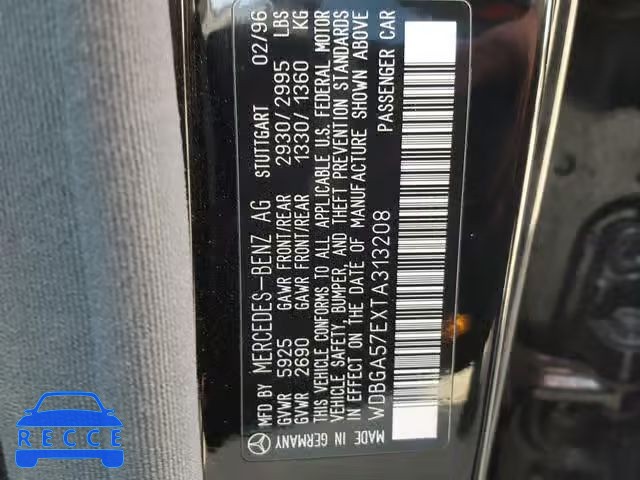 MFD BY MERCEDES-BENZ AG STUTTGART 02/96
GVWR 5925 GAWR FRONT/REAR 2930/2995 LBS
GVWR 2690 GAWR FRONT/REAR 1330/1360 KG
THIS VEHICLE CONFORMS TO ALL APPLICABLE U.S. FEDERAL MOTOR
VEHICLE SAFETY, BUMPER, AND THEFT PREVENTION STANDARDS
IN EFFECT ON THE DATE OF MANUFACTURE SHOWN ABOVE
WDBGA57EXTA313208 PASSENGER CAR
MADE IN GERMANY
RECCE